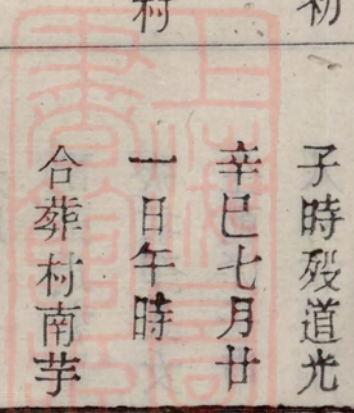 初
村
子時殁道光
辛巳七月廿
一日午時
合葬村南芋